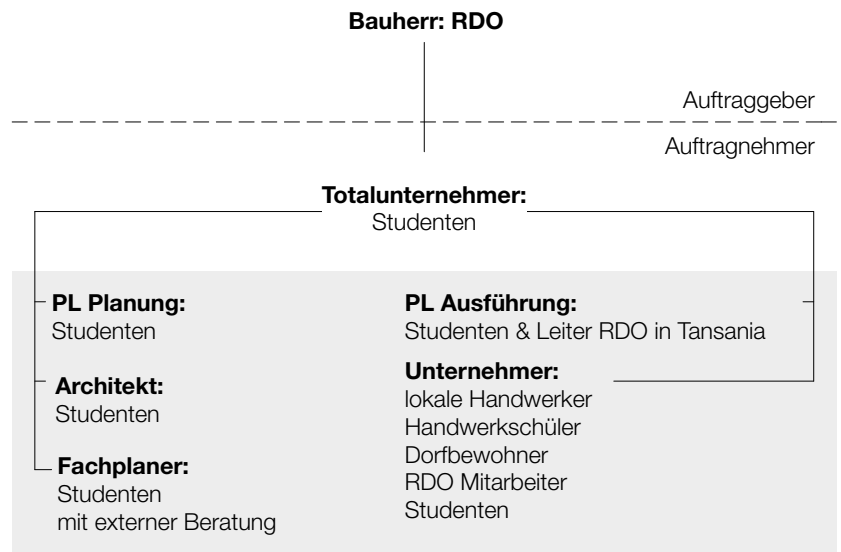 Bauherr: RDO
Auftraggeber
Auftragnehmer
Totalunternehmer:
Studenten
PL Planung:
Studenten
Architekt:
Studenten
Fachplaner:
Studenten
mit externer Beratung
PL Ausführung:
Studenten & Leiter RDO in Tansania
Unternehmer:
lokale Handwerker
Handwerkschüler
Dorfbewohner
RDO Mitarbeiter
Studenten